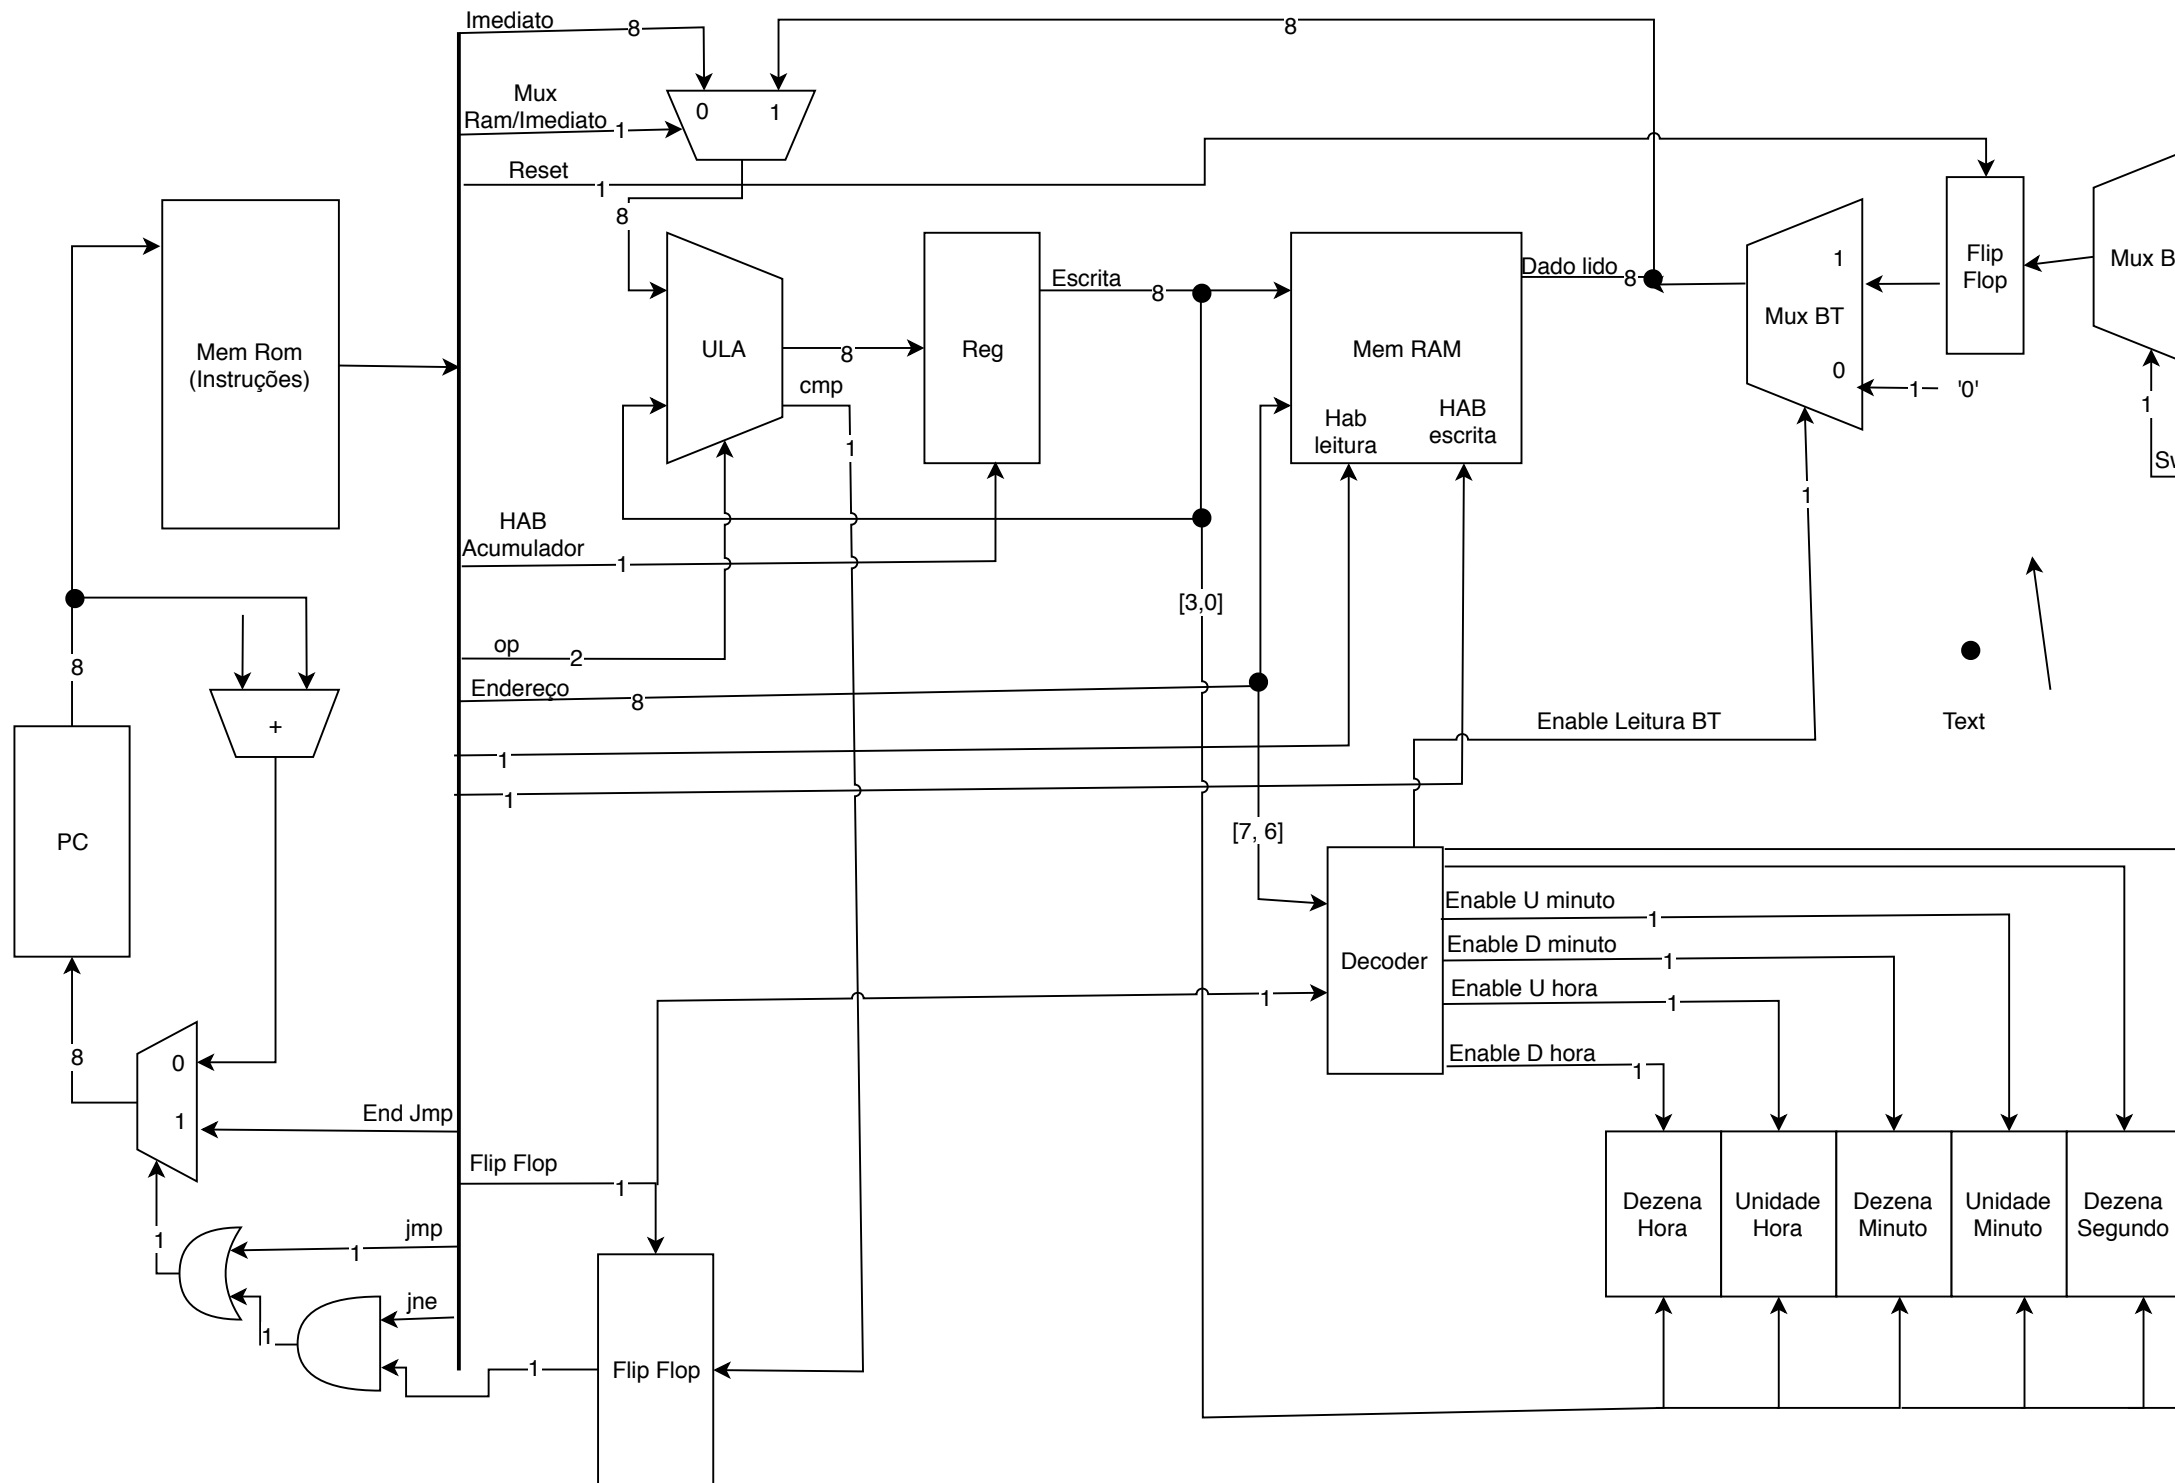 Imediato
8
8
Mux
Ram/Imediato
1
0
1
Reset
1
8
Mem Rom
(Instruções)
ULA
8
cmp
1
Reg
Escrita
8
Mem RAM
Hab
leitura
HAB
escrita
Dado lido
8
1
Mux BT
0
1
'0'
Flip
Flop
Mux B
1
1
HAB
Acumulador
1
[3,0]
op
2
Endereço
8
1
1
8
+
PC
[7, 6]
Enable Leitura BT
Text
Decoder
Enable U minuto
1
Enable D minuto
1
Enable U hora
1
Enable D hora
1
1
8
0
1
End Jmp
Flip Flop
1
jmp
1
1
jne
1
1
Flip Flop
Dezena
Hora
Unidade
Hora
Dezena
Minuto
Unidade
Minuto
Dezena
Segundo